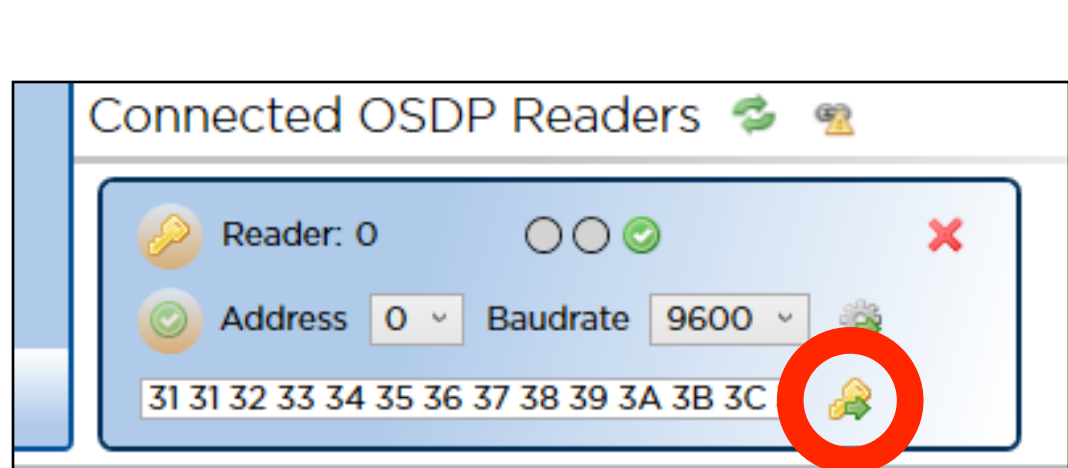 Connected OSDP Readers
Reader: 0
Address 0 Baudrate 9600
31 31 32 33 34 35 36 37 38 39 3A 3B 3C